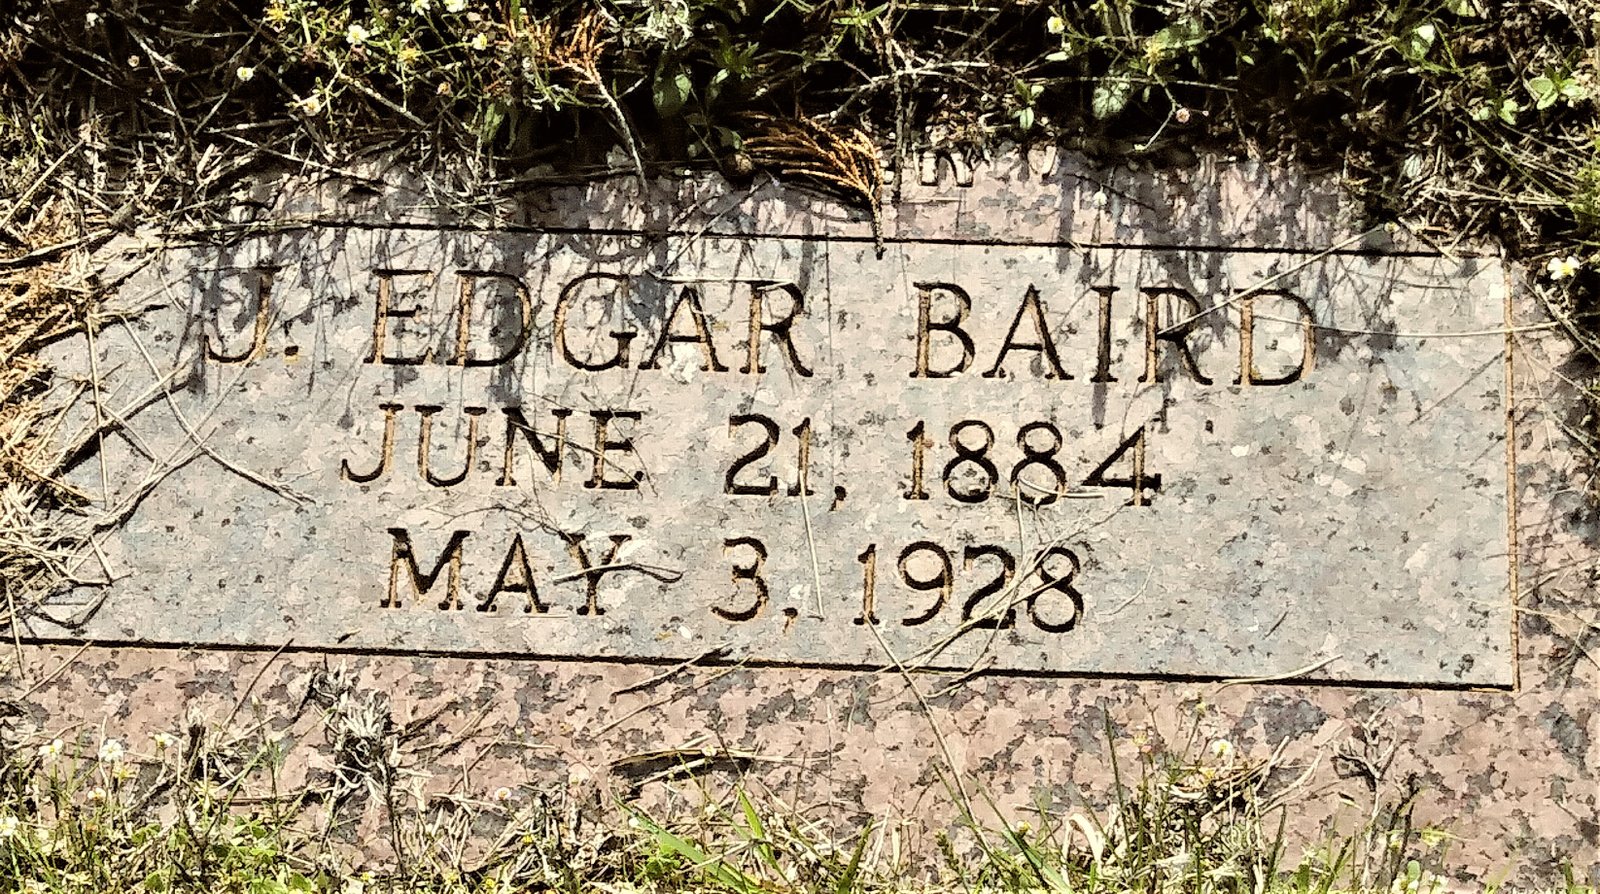 J. EDGAR BAIRD
JUNE 21, 1884
MAY 3, 1928